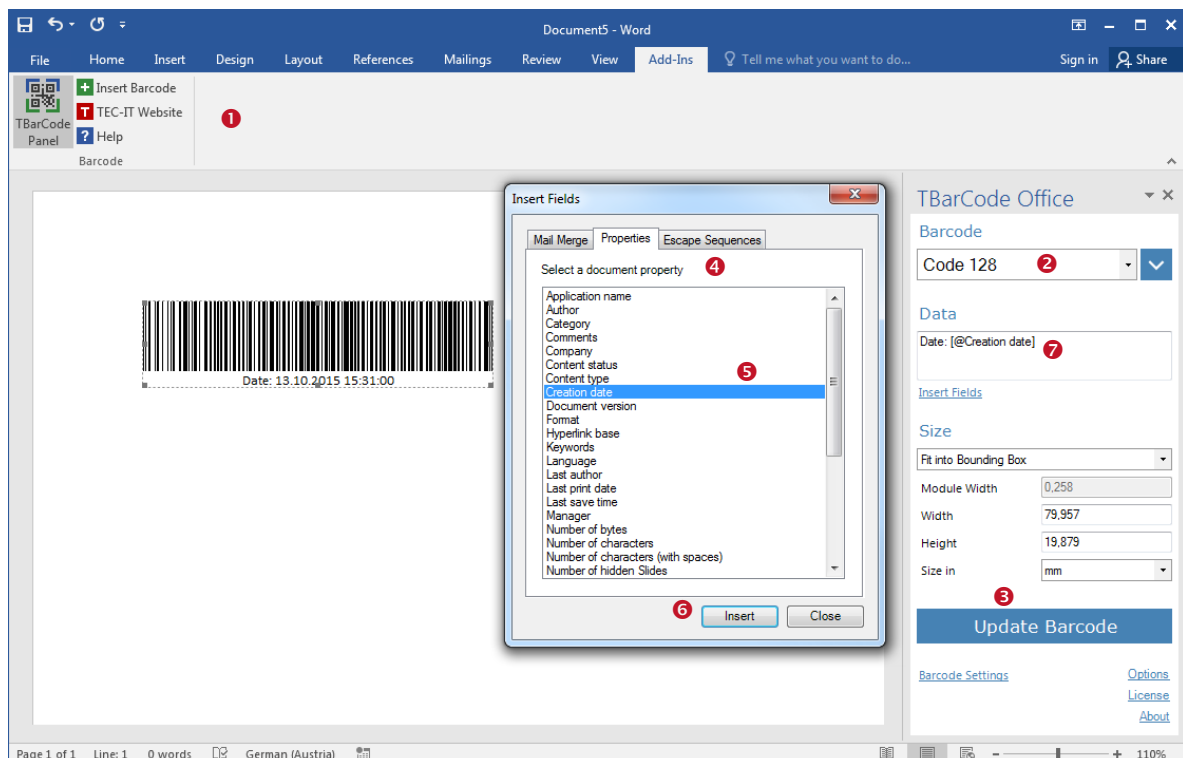 Document5 - Word
File Home Insert Design Layout References Mailings Review View Add-Ins Tell me what you want to do... Sign in Share
TBarCode
Panel
Insert Barcode
TEC-IT Website
Help
Barcode
1
Date: 13.10.2015 15:31:00
Insert Fields
Mail Merge Properties Escape Sequences
Select a document property 4
Application name
Author
Category
Comments
Company
Content status
Content type
Creation date
Document version
Format
Hyperlink base
Keywords
Language
Last author
Last print date
Last save time
Manager
Number of bytes
Number of characters
Number of characters (with spaces)
Number of hidden Slides
5
6 Insert Close
TBarCode Office
Barcode
Code 128 2
Data
Date: [@Creation date] 7
Insert Fields
Size
Fit into Bounding Box
Module Width 0,258
Width 79,957
Height 19,879
Size in mm
3
Update Barcode
Barcode Settings Options
License
About
Page 1 of 1 Line: 1 0 words German (Austria) 110%